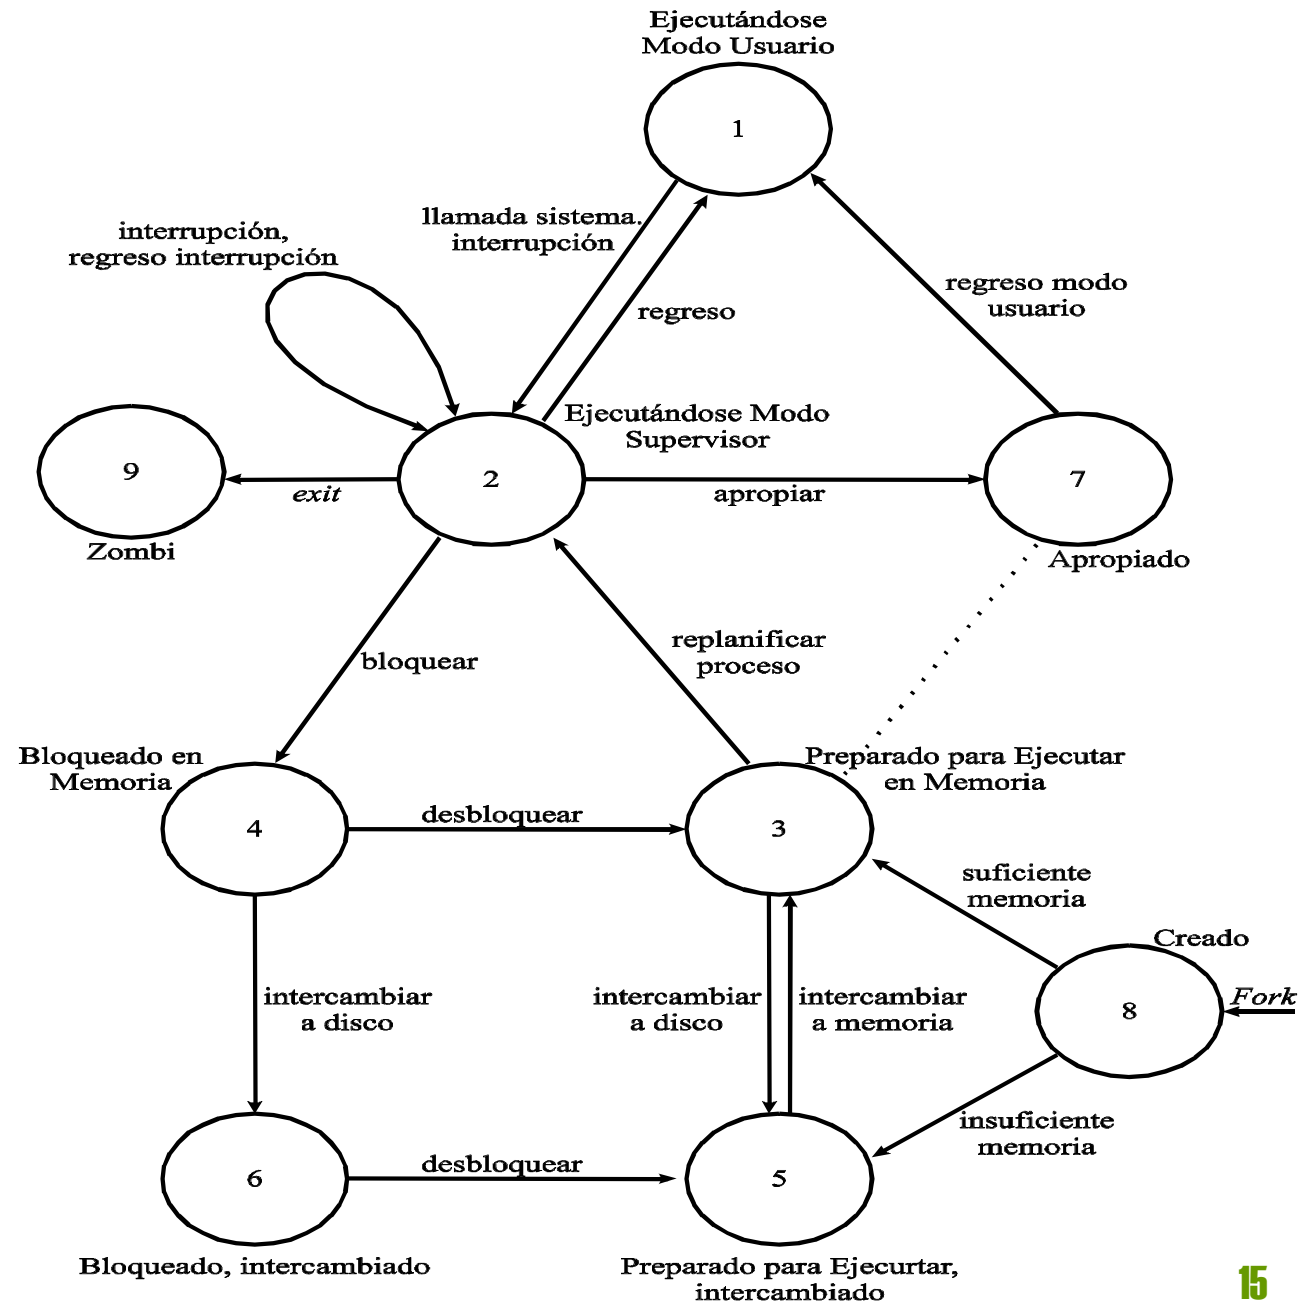 Ejecutándose
Modo Usuario
1
llamada sistema.
interrupción
interrupción,
regreso interrupción
regreso modo
usuario
regreso
Ejecutándose Modo
Supervisor
9
2
7
exit
apropiar
Zombi
Apropiado
replanificar
proceso
bloquear
Bloqueado en
Memoria
Preparado para Ejecutar
en Memoria
desbloquear
4
3
suficiente
memoria
Creado
intercambiar
a disco
intercambiar
a disco
intercambiar
a memoria
8
Fork
insuficiente
memoria
desbloquear
6
5
Bloqueado, intercambiado
Preparado para Ejecurtar,
intercambiado
15